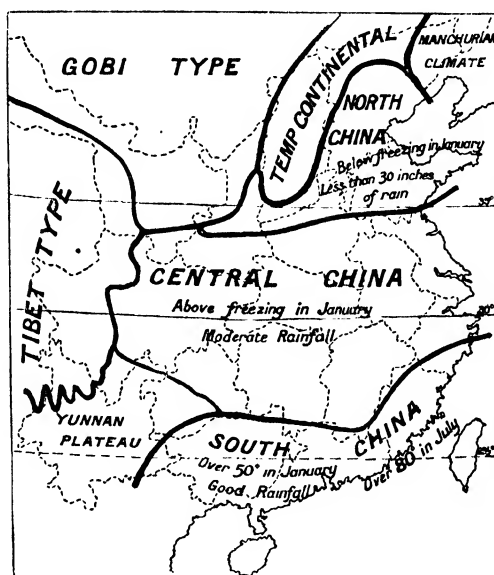 GOBI TYPE
TEMP CONTINENTAL
MANCHURIAN
CLIMATE
NORTH
CHINA
Below freezing in January
Less than 30 inches
of rain
TIBET TYPE
CENTRAL CHINA
Above freezing in January
Moderate Rainfall
30°
YUNNAN
PLATEAU
SOUTH CHINA
Over 50° in January
Good Rainfall
Over 80° in July